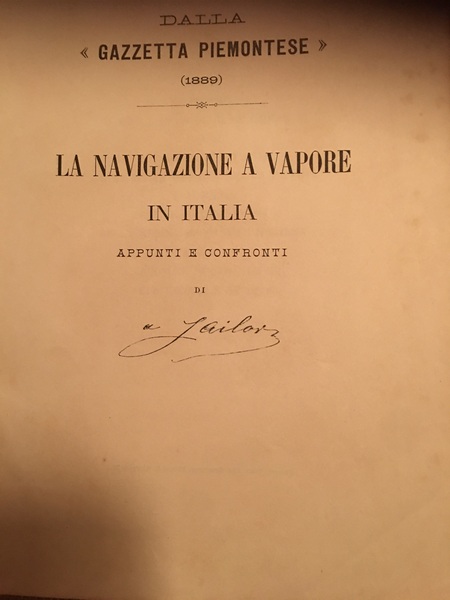 DALLA
« GAZZETTA PIEMONTESE »
(1889)
LA NAVIGAZIONE A VAPORE
IN ITALIA
APPUNTI E CONFRONTI
DI
a Sailor